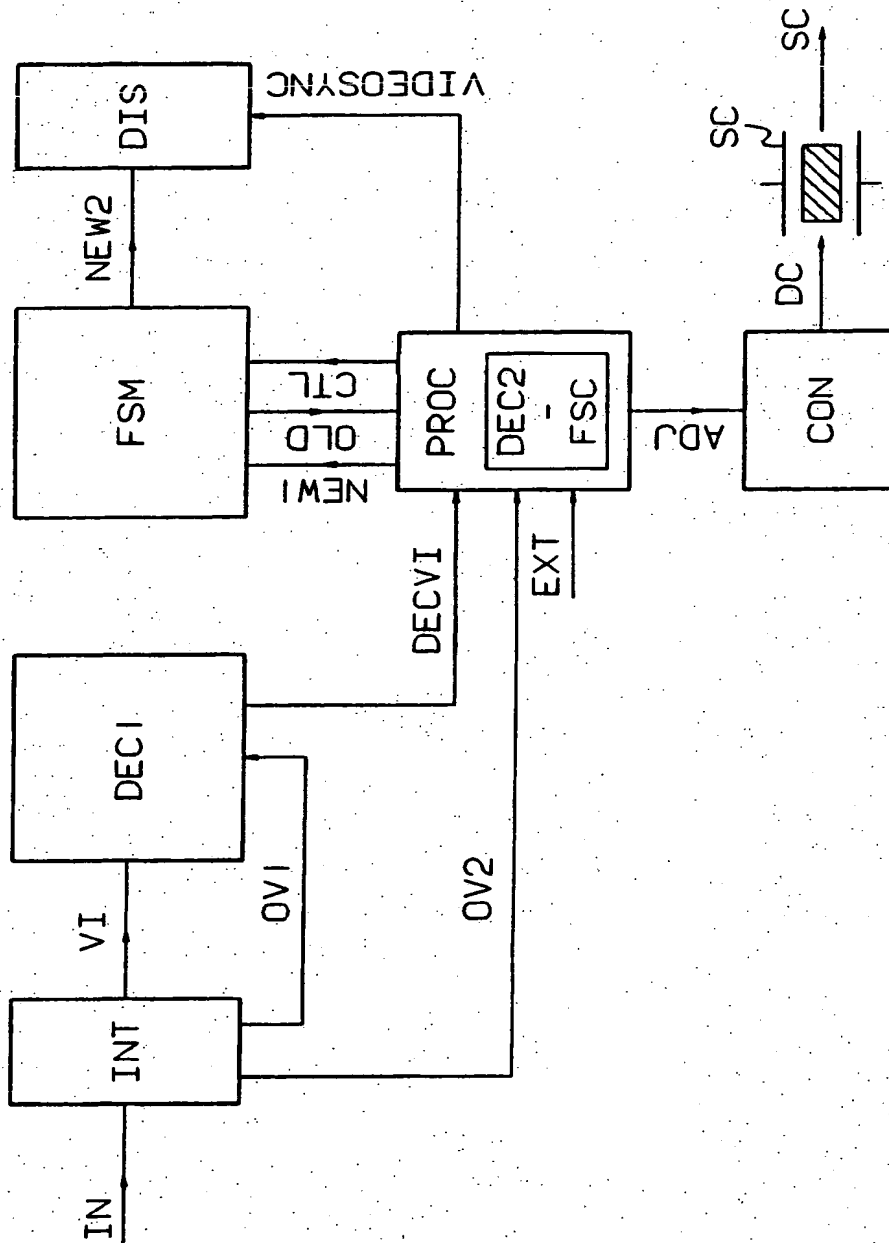 IN
INT
VI
DEC1
OV1
OV2
DECVI
EXT
FSM
NEW1
OLD
CTL
NEW2
DIS
VIDEOSYNC
PROC
DEC2
-
FSC
ADJ
CON
DC
SC
SC